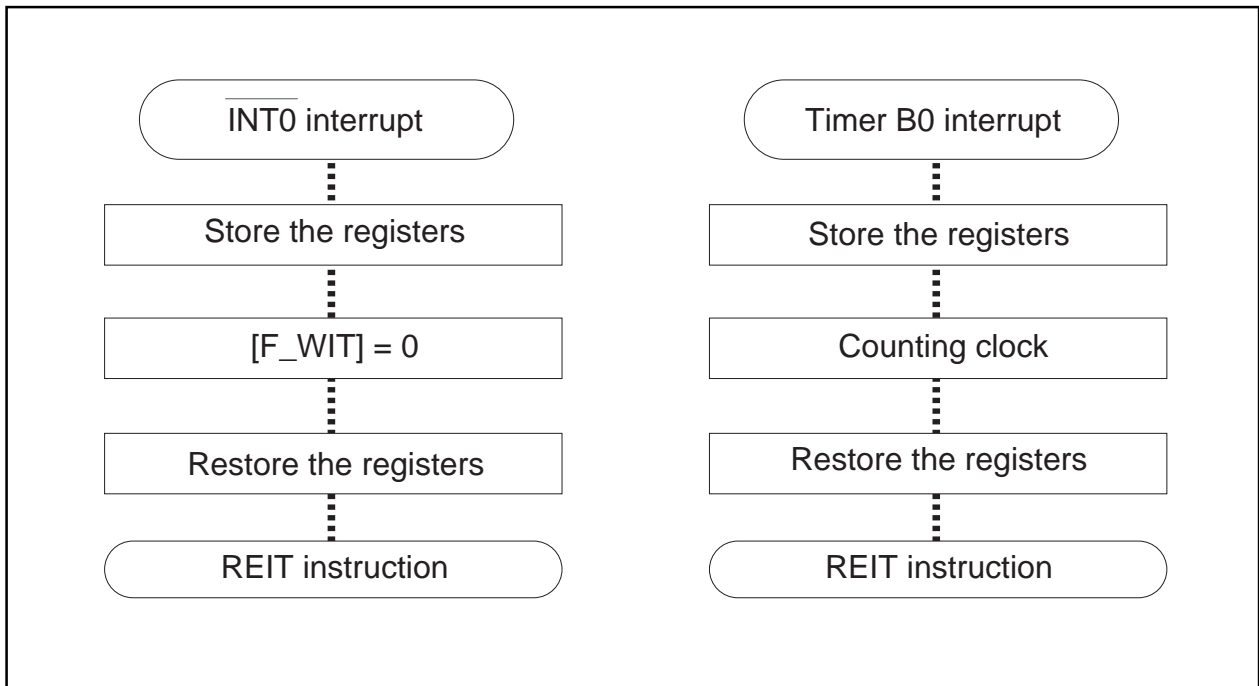 INT0 interrupt
Store the registers
[F_WIT] = 0
Restore the registers
REIT instruction
Timer B0 interrupt
Store the registers
Counting clock
Restore the registers
REIT instruction